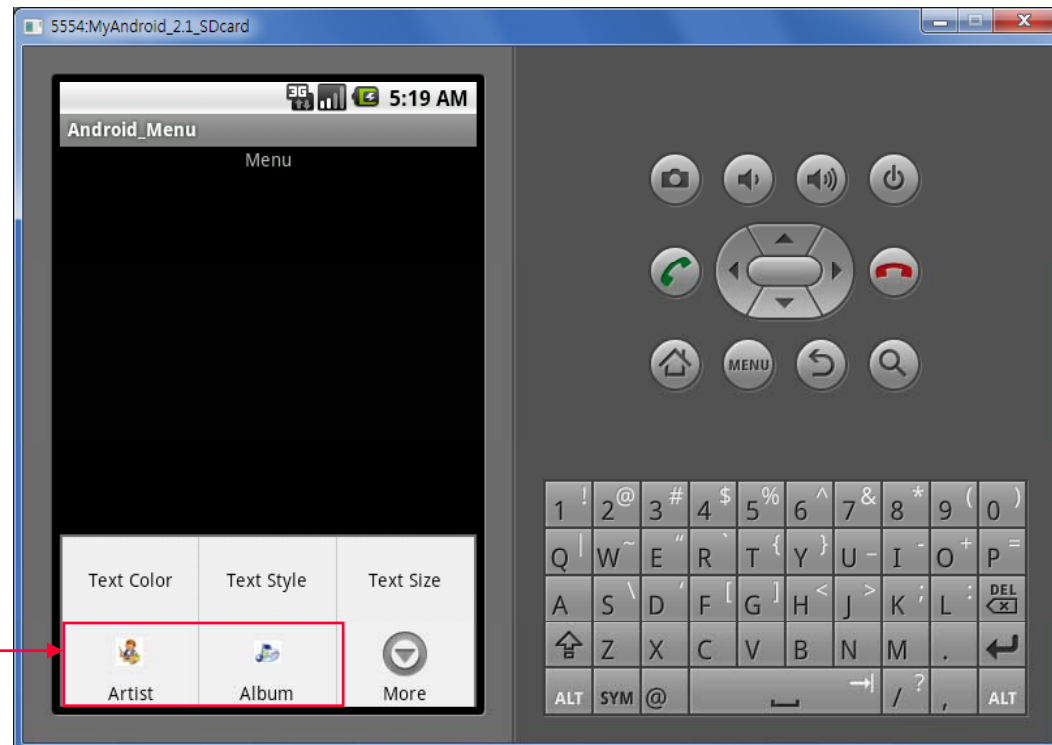 5554:MyAndroid_2.1_SDcard
3G 5:19 AM
Android_Menu
Menu
Text Color Text Style Text Size
Artist Album More
MENU
1 ! 2 @ 3 # 4 $ 5 % 6 ^ 7 & 8 * 9 ( 0 )
Q | W ~ E " R ` T { Y } U _ I - O + P =
A S \ D ' F [ G ] H < J > K ; L : DEL
Z X C V B N M .
ALT SYM @ / ? , ALT